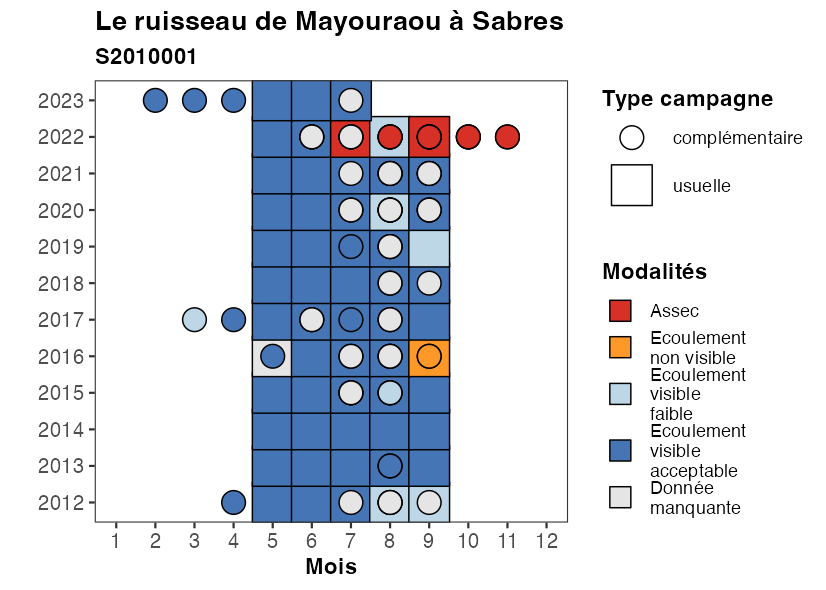 Le ruisseau de Mayouraou à Sabres
S2010001
2023
2022
2021
2020
2019
2018
2017
2016
2015
2014
2013
2012
1 2 3 4 5 6 7 8 9 10 11 12
Mois
Type campagne
complémentaire
usuelle
Modalités
Assec
Ecoulement
non visible
Ecoulement
visible
faible
Ecoulement
visible
acceptable
Donnée
manquante